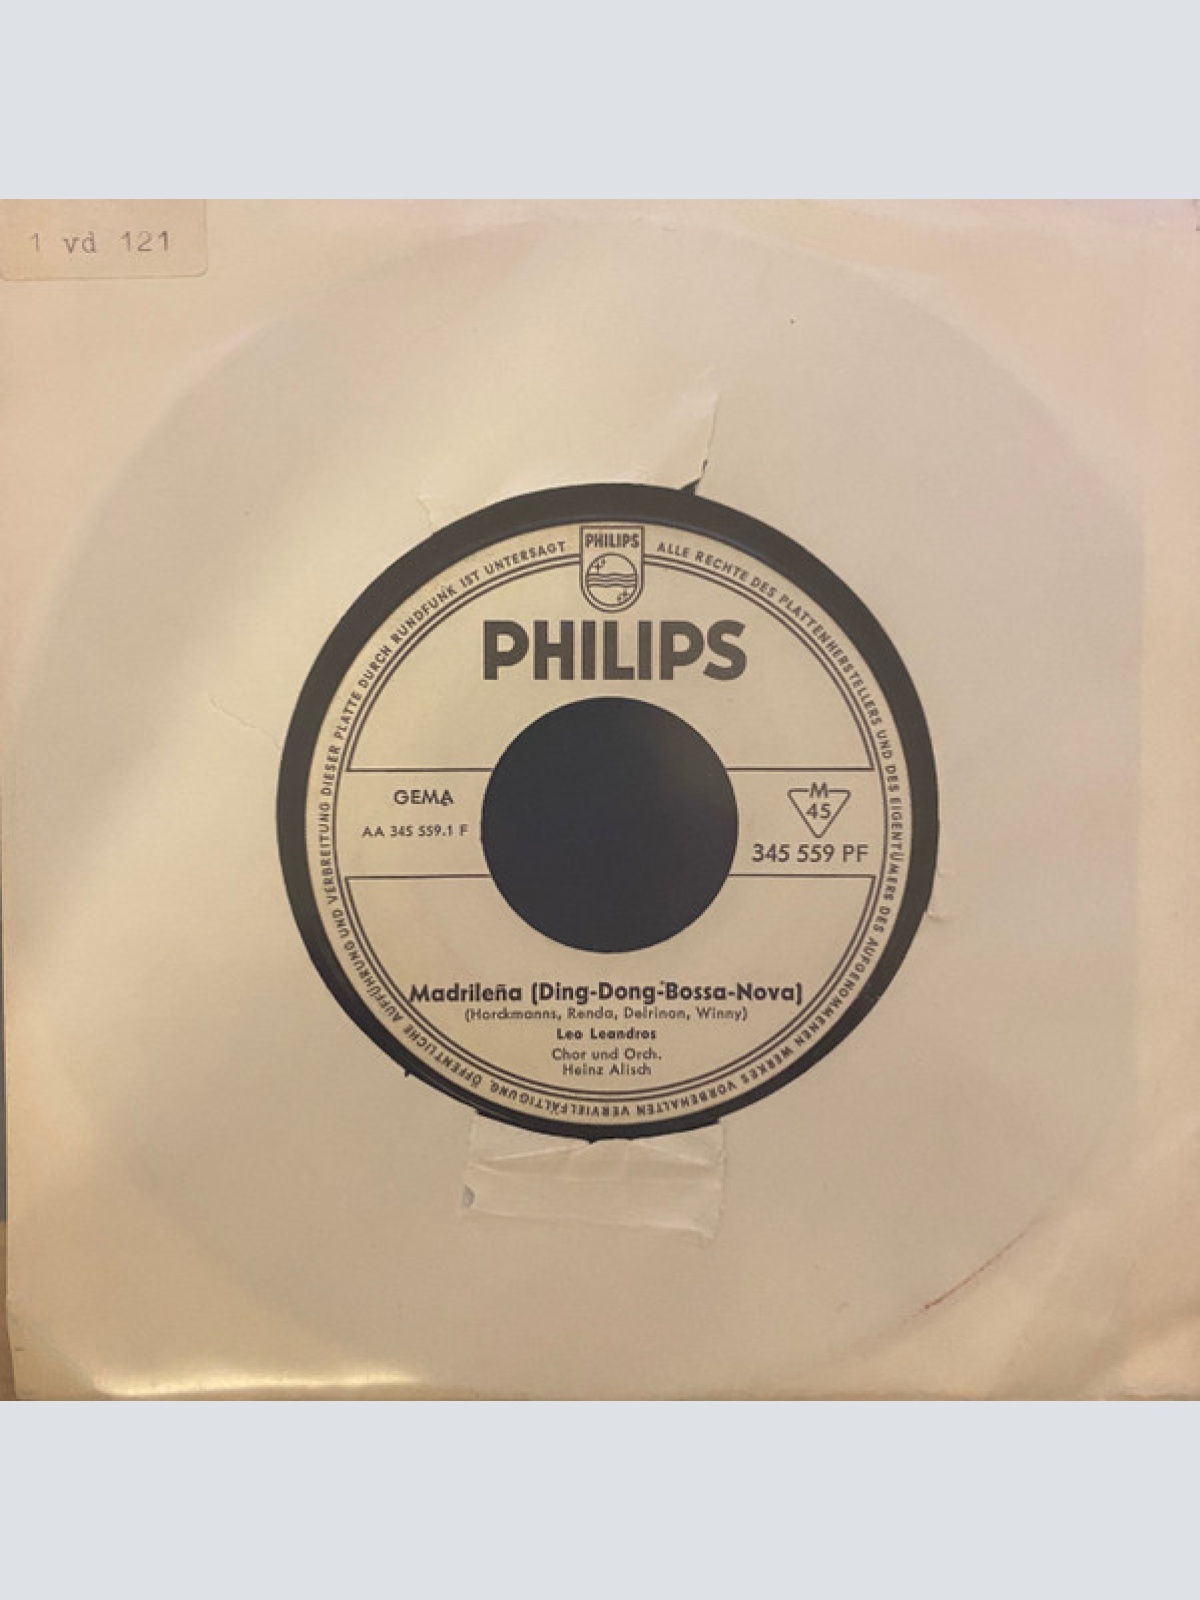 1 vd 121
PHILIPS
ALLE RECHTE DES PLATTENHERSTELLERS UND DES EIGENTÜMERS DES AUFGENOMMENEN WERKES VORBEHALTEN VERVIELFÄLTIGUNG, ÖFFENTLICHE AUFFÜHRUNG UND VERBREITUNG DIESER PLATTE DURCH RUNDFUNK IST UNTERSAGT
PHILIPS
GEMA
AA 345 559.1 F
M
45
345 559 PF
Madrileña (Ding-Dong-Bossa-Nova)
(Horckmanns, Renda, Delrinon, Winny)
Leo Leandros
Chor und Orch.
Heinz Alisch